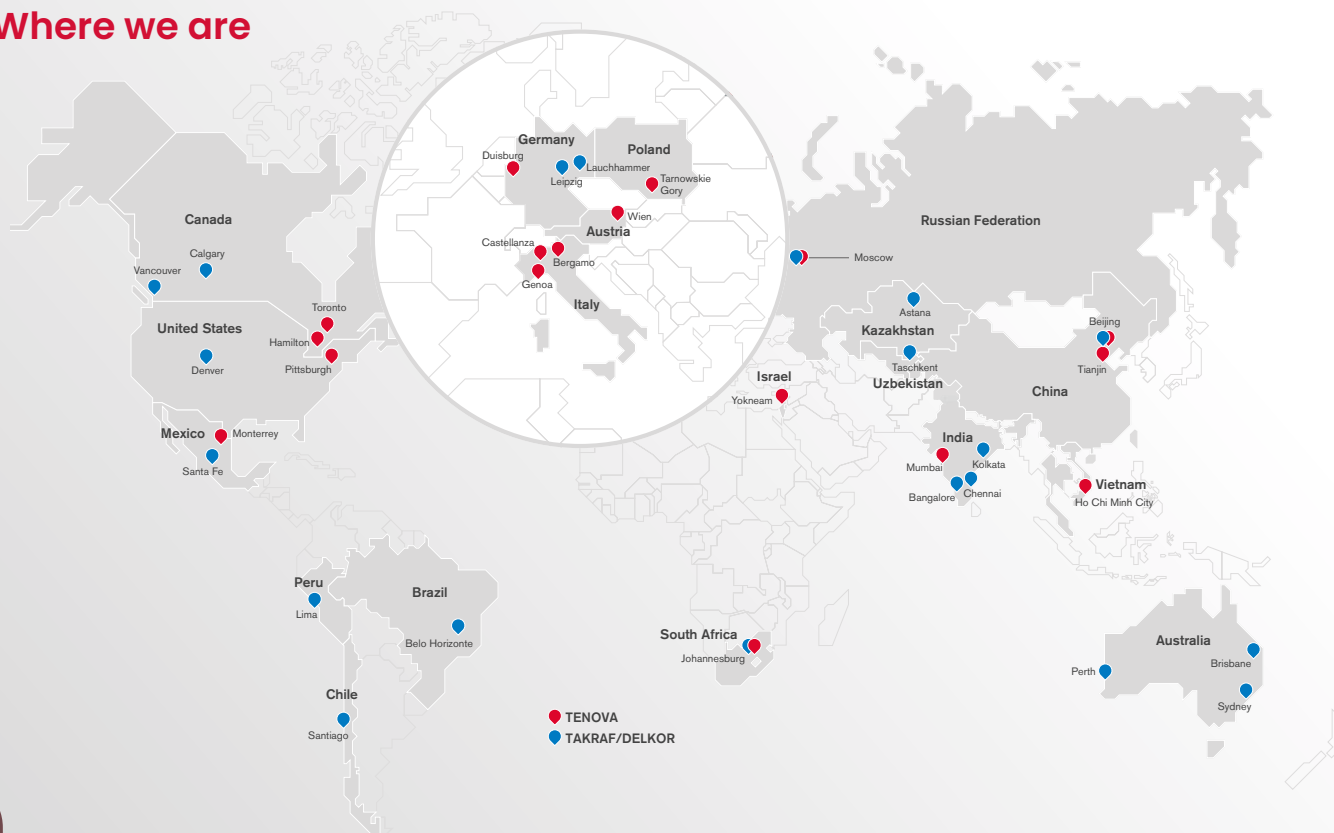 Where we are
Canada
Calgary
Vancouver
Toronto
United States
Hamilton
Denver
Pittsburgh
Mexico
Monterrey
Santa Fe
Germany
Duisburg
Poland
Lauchhammer
Leipzig
Tarnowskie
Gory
Wien
Austria
Castellanza
Bergamo
Genoa
Italy
Russian Federation
Moscow
Astana
Kazakhstan
Taschkent
Uzbekistan
Beijing
Tianjin
China
Israel
Yokneam
India
Mumbai
Kolkata
Bangalore
Chennai
Vietnam
Ho Chi Minh City
Peru
Lima
Brazil
Belo Horizonte
Chile
Santiago
South Africa
Johannesburg
Australia
Perth
Brisbane
Sydney
TENOVA
TAKRAF/DELKOR